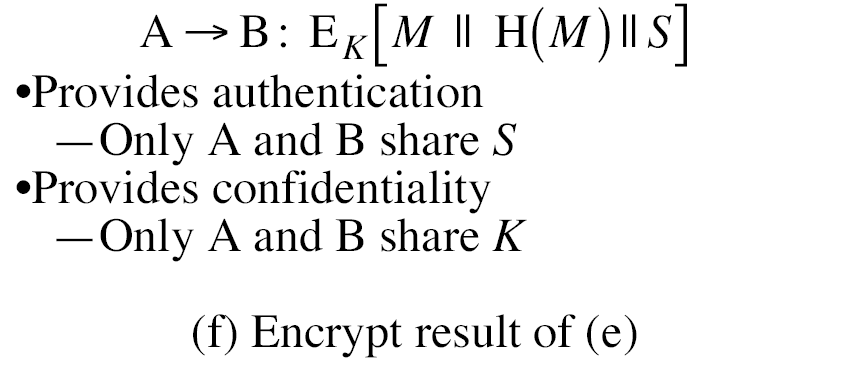 A → B: E_K[M || H(M) || S]
•Provides authentication
—Only A and B share S
•Provides confidentiality
—Only A and B share K
(f) Encrypt result of (e)